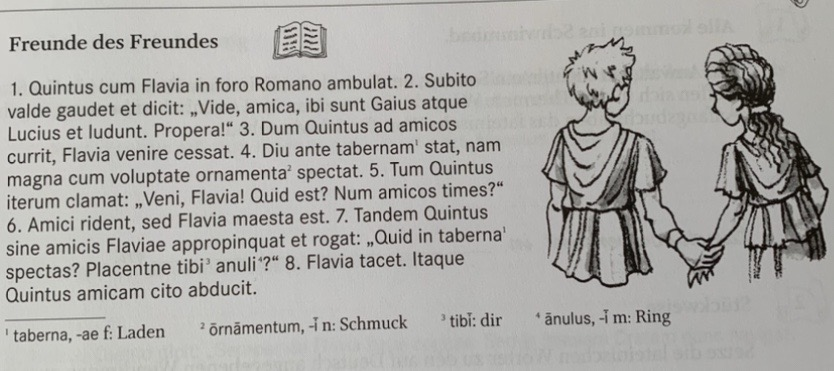 Freunde des Freundes
1. Quintus cum Flavia in foro Romano ambulat. 2. Subito
valde gaudet et dicit: „Vide, amica, ibi sunt Gaius atque
Lucius et ludunt. Propera!“ 3. Dum Quintus ad amicos
currit, Flavia venire cessat. 4. Diu ante tabernam¹ stat, nam
magna cum voluptate ornamenta² spectat. 5. Tum Quintus
iterum clamat: „Veni, Flavia! Quid est? Num amicos times?“
6. Amici rident, sed Flavia maesta est. 7. Tandem Quintus
sine amicis Flaviae appropinquat et rogat: „Quid in taberna¹
spectas? Placentne tibi³ anuli⁴?“ 8. Flavia tacet. Itaque
Quintus amicam cito abducit.
¹ taberna, -ae f: Laden ² ōrnāmentum, -ī n: Schmuck ³ tibī̆: dir ⁴ ānulus, -ī m: Ring